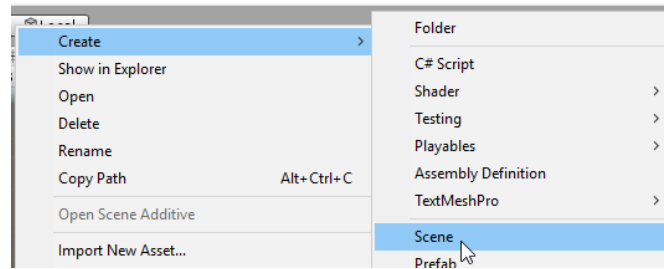 Local
Create
Show in Explorer
Open
Delete
Rename
Copy Path Alt+Ctrl+C
Open Scene Additive
Import New Asset...
Folder
C# Script
Shader
Testing
Playables
Assembly Definition
TextMeshPro
Scene
Prefab